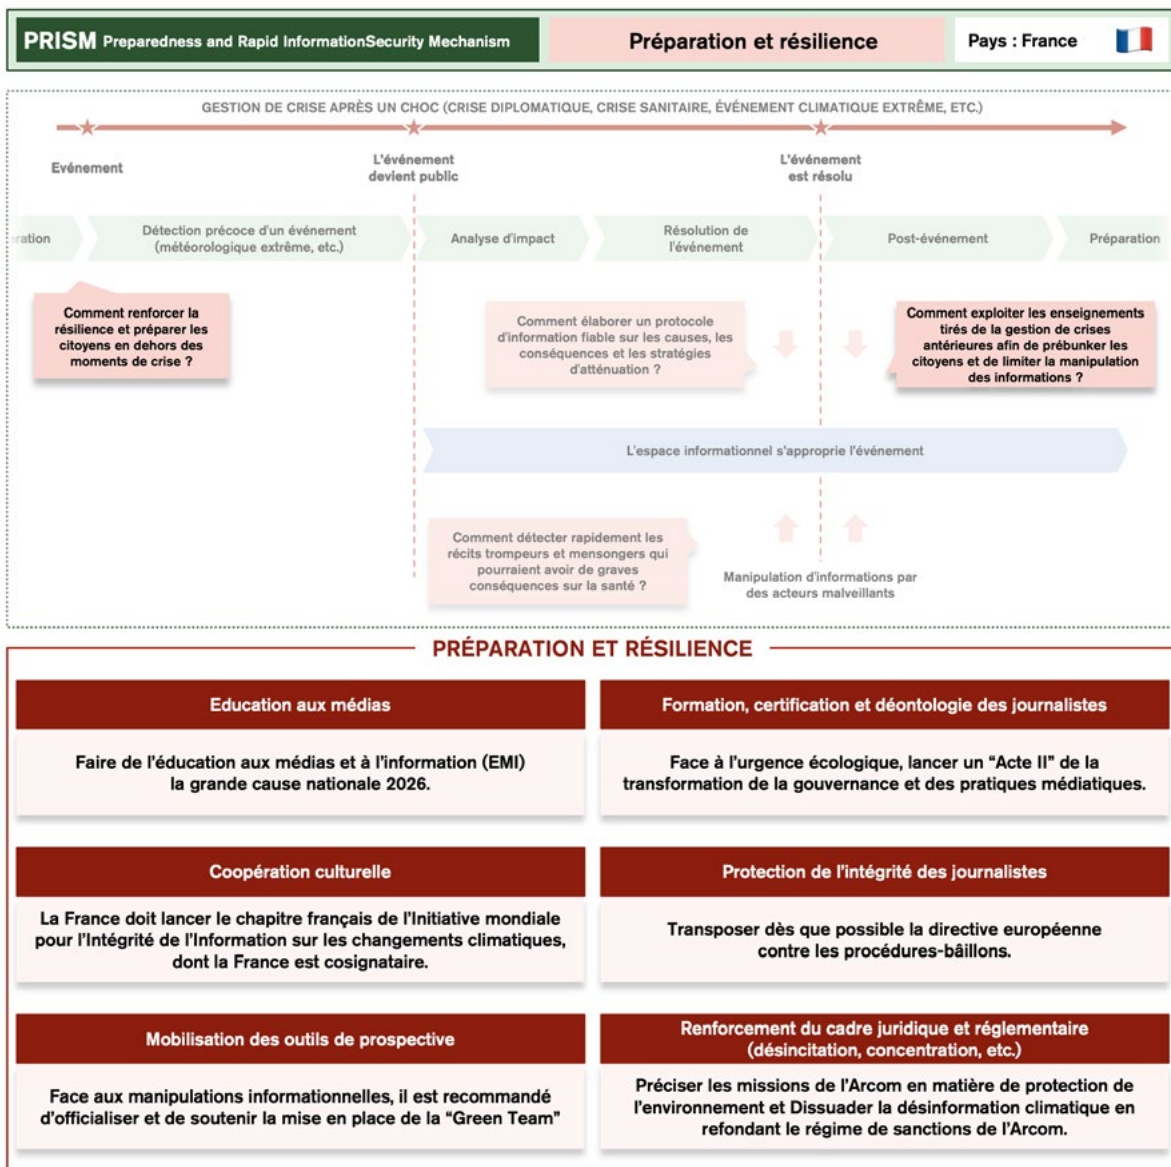 PRISM Preparedness and Rapid InformationSecurity Mechanism
Préparation et résilience
Pays : France
GESTION DE CRISE APRÈS UN CHOC (CRISE DIPLOMATIQUE, CRISE SANITAIRE, ÉVÉNEMENT CLIMATIQUE EXTRÊME, ETC.)
Evénement
L'événement
devient public
L'événement
est résolu
ration
Détection précoce d'un événement
(météorologique extrême, etc.)
Analyse d'impact
Résolution de
l'événement
Post-événement
Préparation
Comment renforcer la
résilience et préparer les
citoyens en dehors des
moments de crise ?
Comment élaborer un protocole
d'information fiable sur les causes, les
conséquences et les stratégies
d'atténuation ?
Comment exploiter les enseignements
tirés de la gestion de crises
antérieures afin de prébunker les
citoyens et de limiter la manipulation
des informations ?
L'espace informationnel s'approprie l'événement
Comment détecter rapidement les
récits trompeurs et mensongers qui
pourraient avoir de graves
conséquences sur la santé ?
Manipulation d'informations par
des acteurs malveillants
PRÉPARATION ET RÉSILIENCE
Education aux médias
Faire de l'éducation aux médias et à l'information (EMI)
la grande cause nationale 2026.
Formation, certification et déontologie des journalistes
Face à l'urgence écologique, lancer un "Acte II" de la
transformation de la gouvernance et des pratiques médiatiques.
Coopération culturelle
La France doit lancer le chapitre français de l'Initiative mondiale
pour l'Intégrité de l'Information sur les changements climatiques,
dont la France est cosignataire.
Protection de l'intégrité des journalistes
Transposer dès que possible la directive européenne
contre les procédures-bâillons.
Mobilisation des outils de prospective
Face aux manipulations informationnelles, il est recommandé
d'officialiser et de soutenir la mise en place de la "Green Team"
Renforcement du cadre juridique et réglementaire
(désincitation, concentration, etc.)
Préciser les missions de l'Arcom en matière de protection de
l'environnement et Dissuader la désinformation climatique en
refondant le régime de sanctions de l'Arcom.